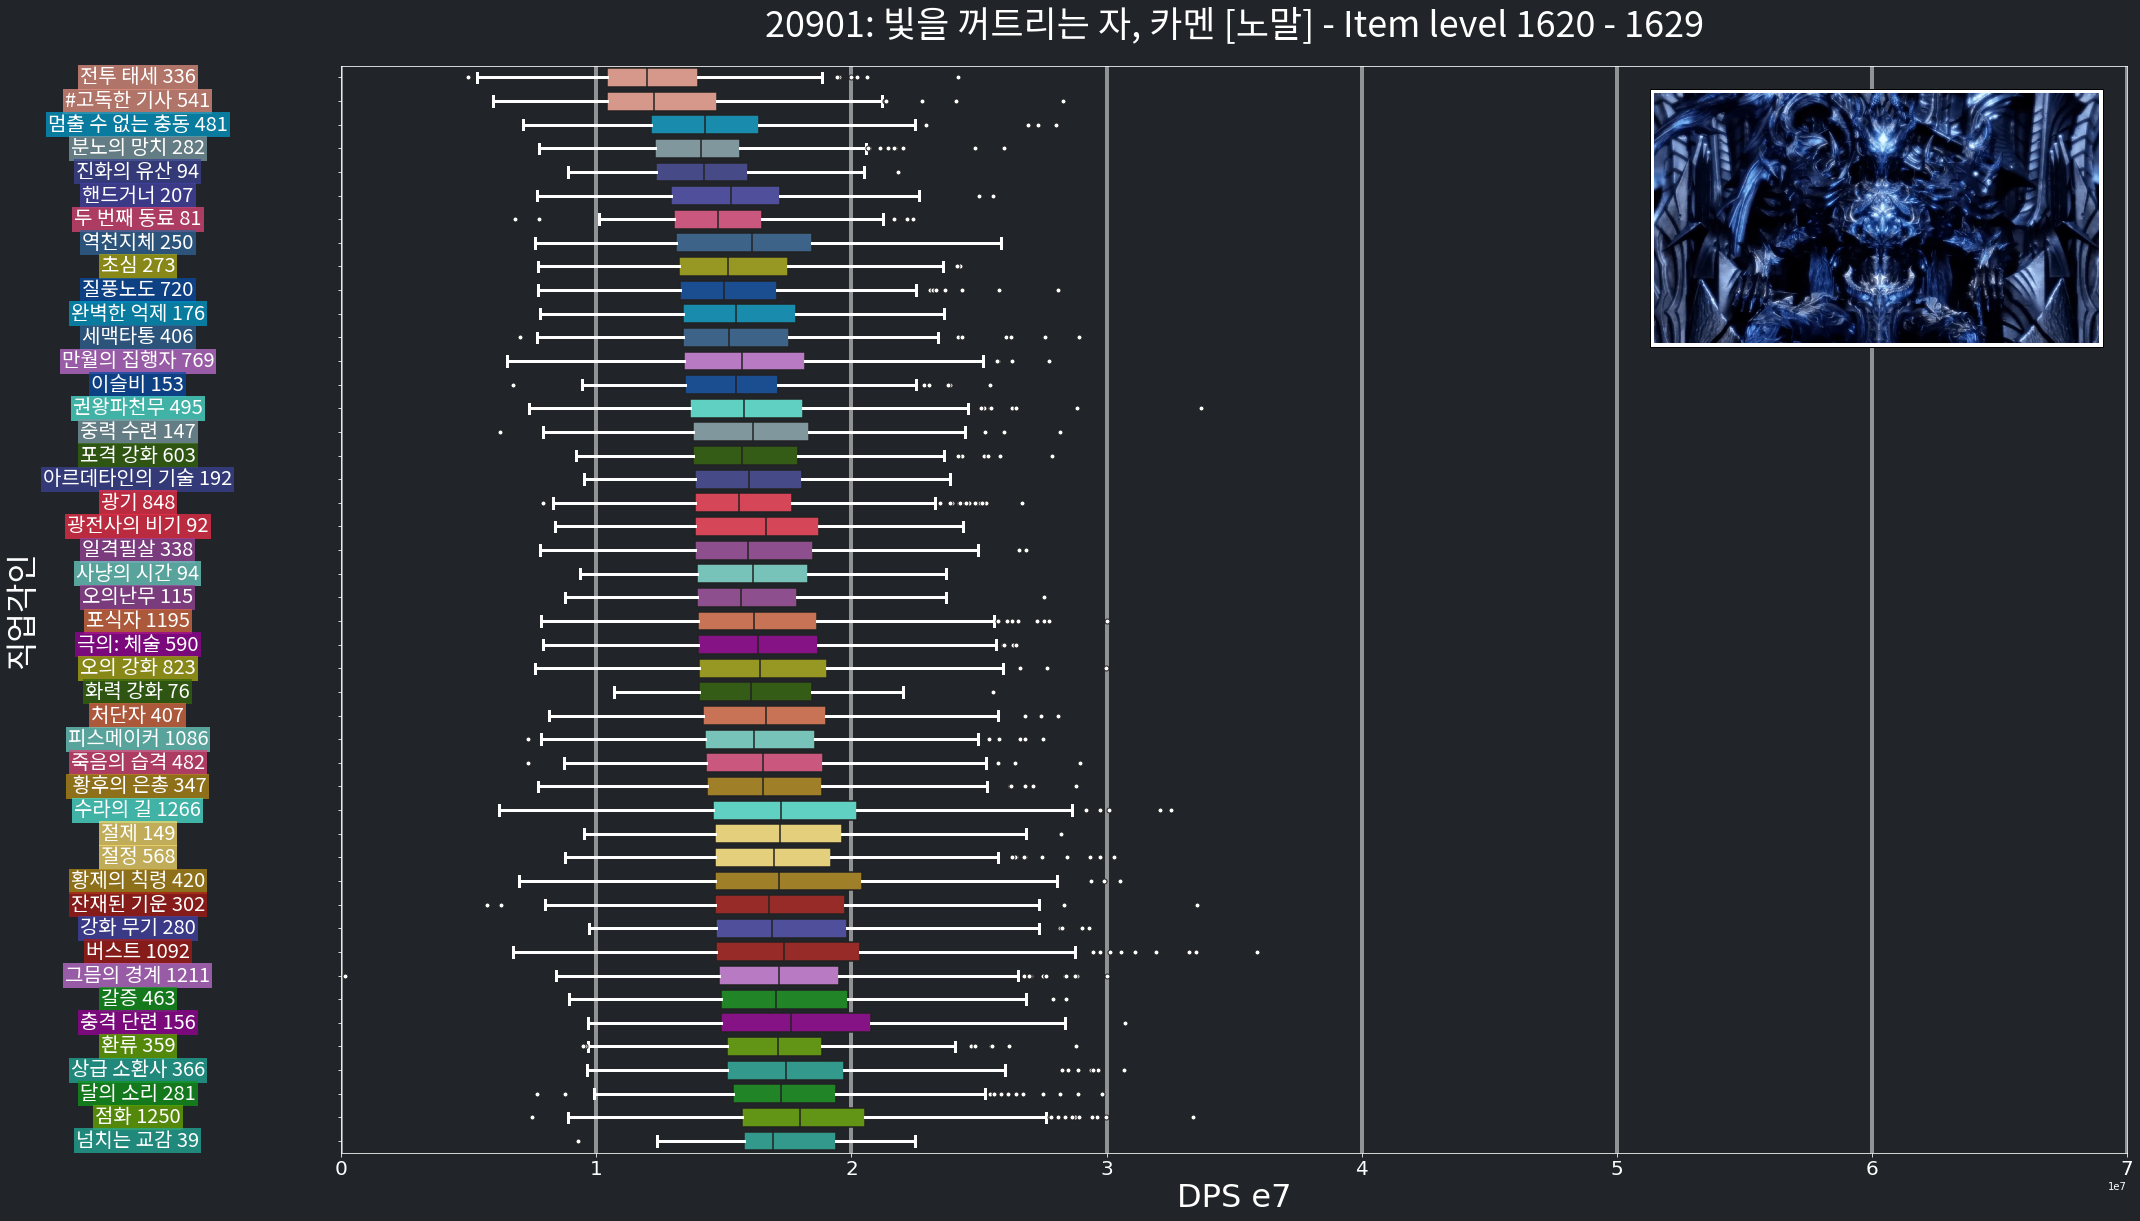 20901: 빛을 꺼트리는 자, 카멘 [노말] - Item level 1620 - 1629
전투 태세 336
#고독한 기사 541
멈출 수 없는 충동 481
분노의 망치 282
진화의 유산 94
핸드거너 207
두 번째 동료 81
역천지체 250
초심 273
질풍노도 720
완벽한 억제 176
세맥타통 406
만월의 집행자 769
이슬비 153
권왕파천무 495
중력 수련 147
포격 강화 603
아르데타인의 기술 192
광기 848
광전사의 비기 92
일격필살 338
사냥의 시간 94
오의난무 115
포식자 1195
극의: 체술 590
오의 강화 823
화력 강화 76
처단자 407
피스메이커 1086
죽음의 습격 482
황후의 은총 347
수라의 길 1266
절제 149
절정 568
황제의 칙령 420
잔재된 기운 302
강화 무기 280
버스트 1092
그믐의 경계 1211
갈증 463
충격 단련 156
환류 359
상급 소환사 366
달의 소리 281
점화 1250
넘치는 교감 39
직업각인
0 1 2 3 4 5 6 7
DPS e7
1e7